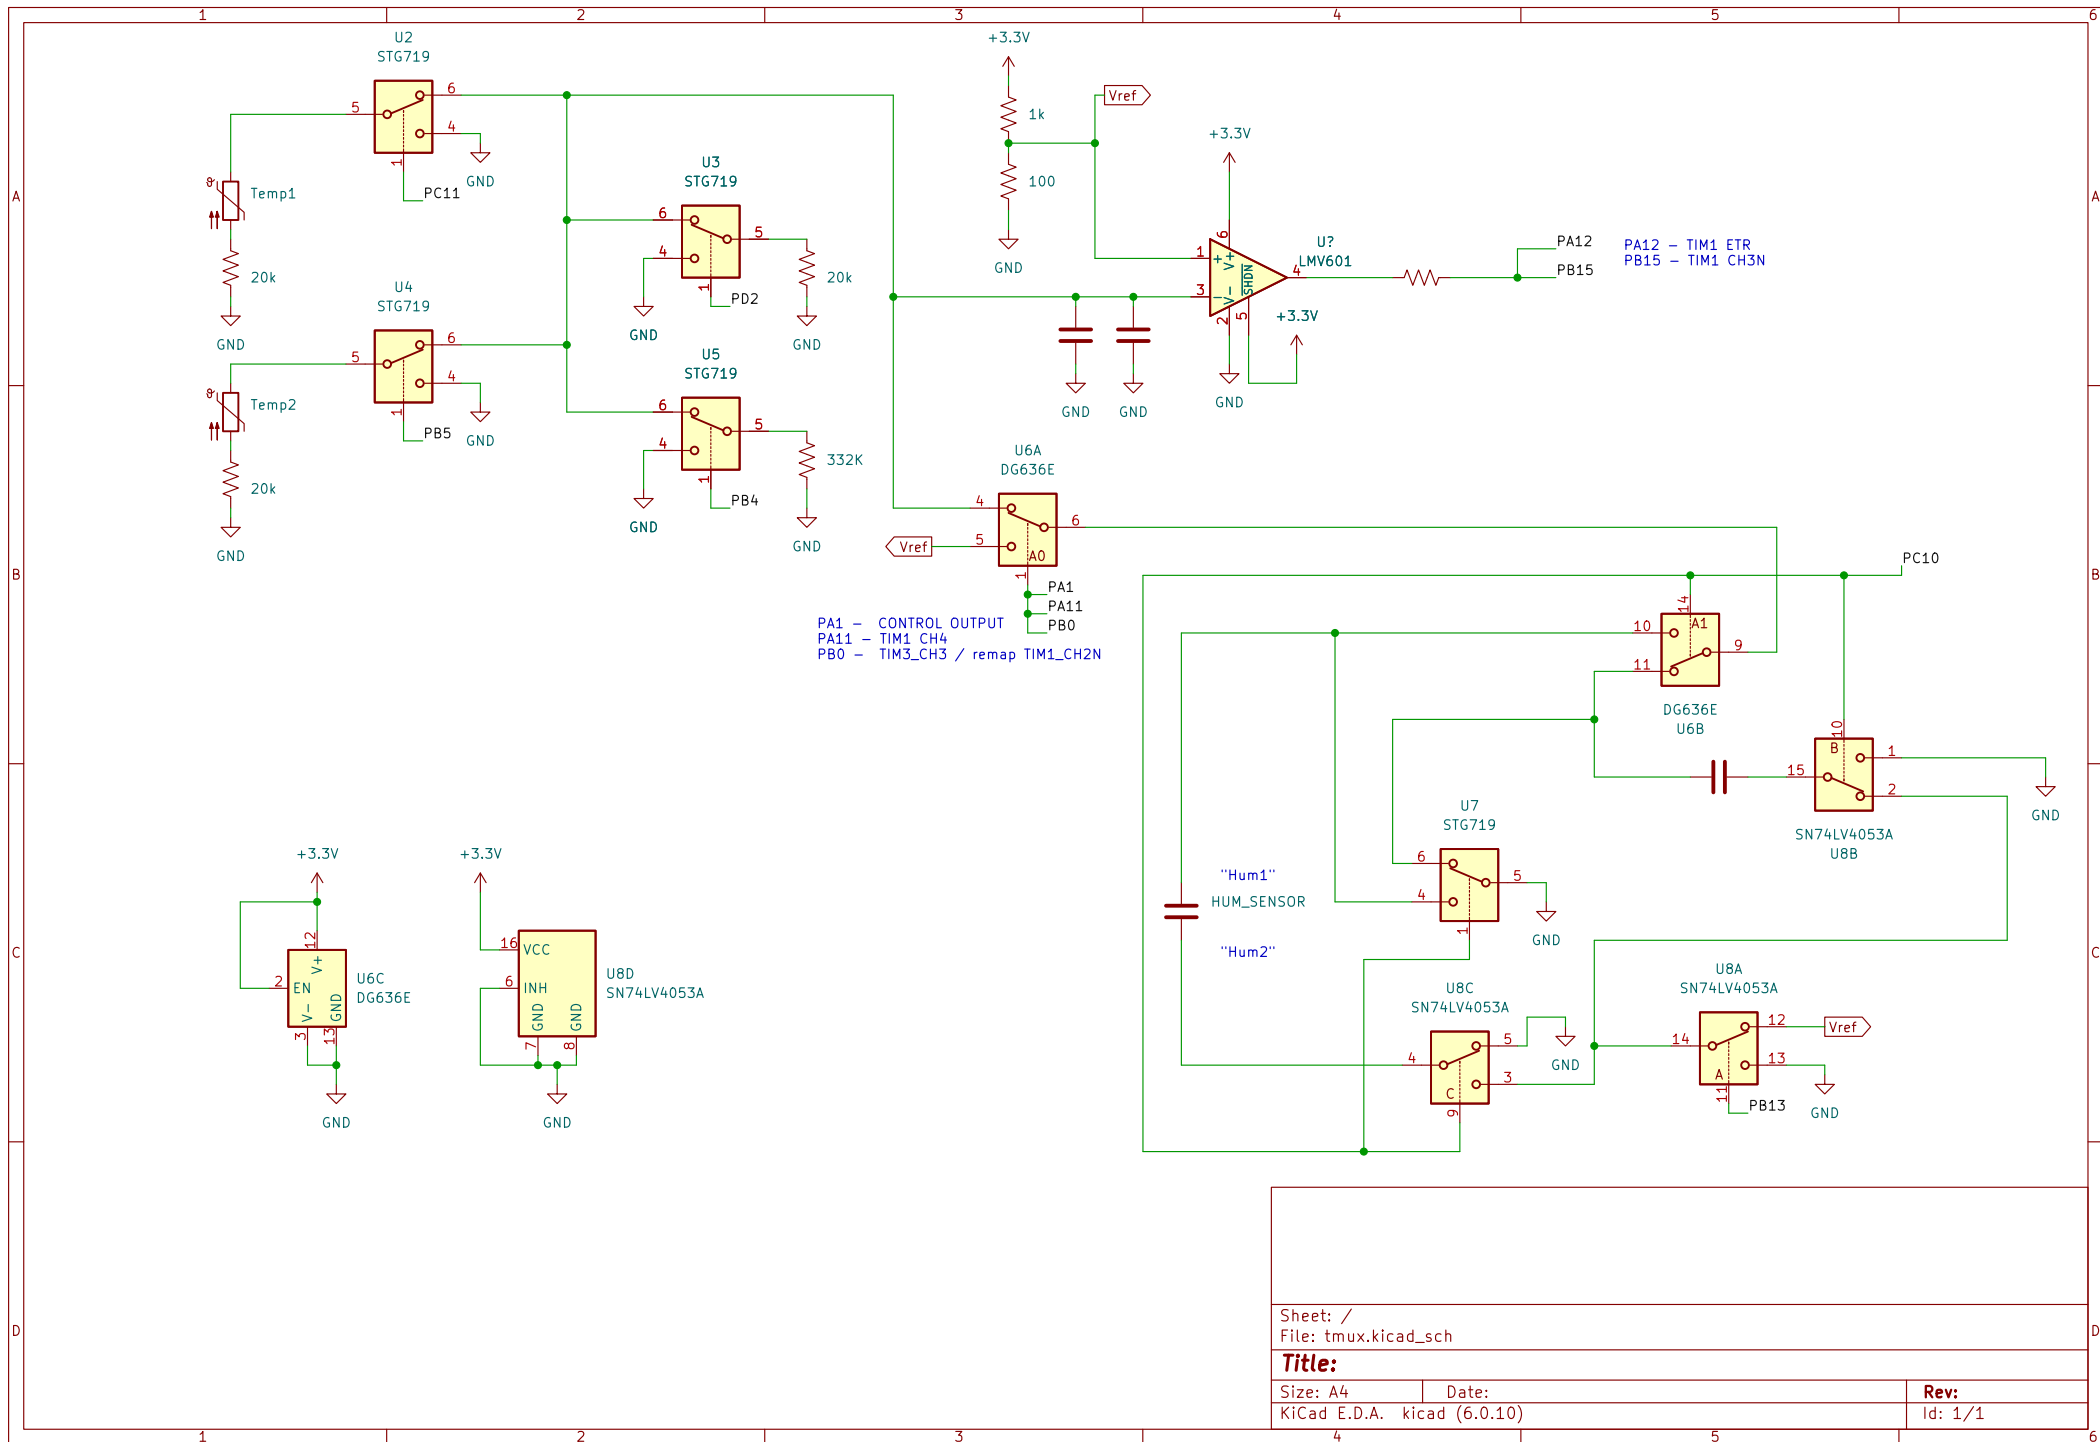 1 2 3 4 5 6
A
B
C
D
U2
STG719
5
6
4
1
PC11
GND
Temp1
20k
GND
U4
STG719
5
6
4
1
PB5
GND
Temp2
20k
GND
U3
STG719
6
4
5
1
PD2
GND
20k
GND
U5
STG719
6
4
5
1
PB4
GND
332K
GND
+3.3V
1k
100
GND
Vref
+3.3V
U?
LMV601
1
3
6
4
2
5
+
−
V+
V-
SHDN
+3.3V
GND
GND
GND
PA12
PB15
PA12 - TIM1 ETR
PB15 - TIM1 CH3N
U6A
DG636E
4
5
6
A0
1
Vref
PA1
PA11
PB0
PA1 -  CONTROL OUTPUT
PA11 - TIM1 CH4
PB0 -  TIM3_CH3 / remap TIM1_CH2N
PC10
14
A1
10
11
9
DG636E
U6B
10
B
15
1
2
GND
SN74LV4053A
U8B
U7
STG719
6
4
5
1
GND
"Hum1"
HUM_SENSOR
"Hum2"
U8C
SN74LV4053A
4
5
3
C
9
GND
U8A
SN74LV4053A
14
12
13
A
11
Vref
PB13
GND
+3.3V
12
V+
2
EN
V-
GND
3
13
U6C
DG636E
GND
+3.3V
16
VCC
6
INH
GND
GND
7
8
U8D
SN74LV4053A
GND
Sheet: /
File: tmux.kicad_sch
Title:
Size: A4
Date:
Rev:
KiCad E.D.A.  kicad (6.0.10)
Id: 1/1
A
B
C
D
1 2 3 4 5 6